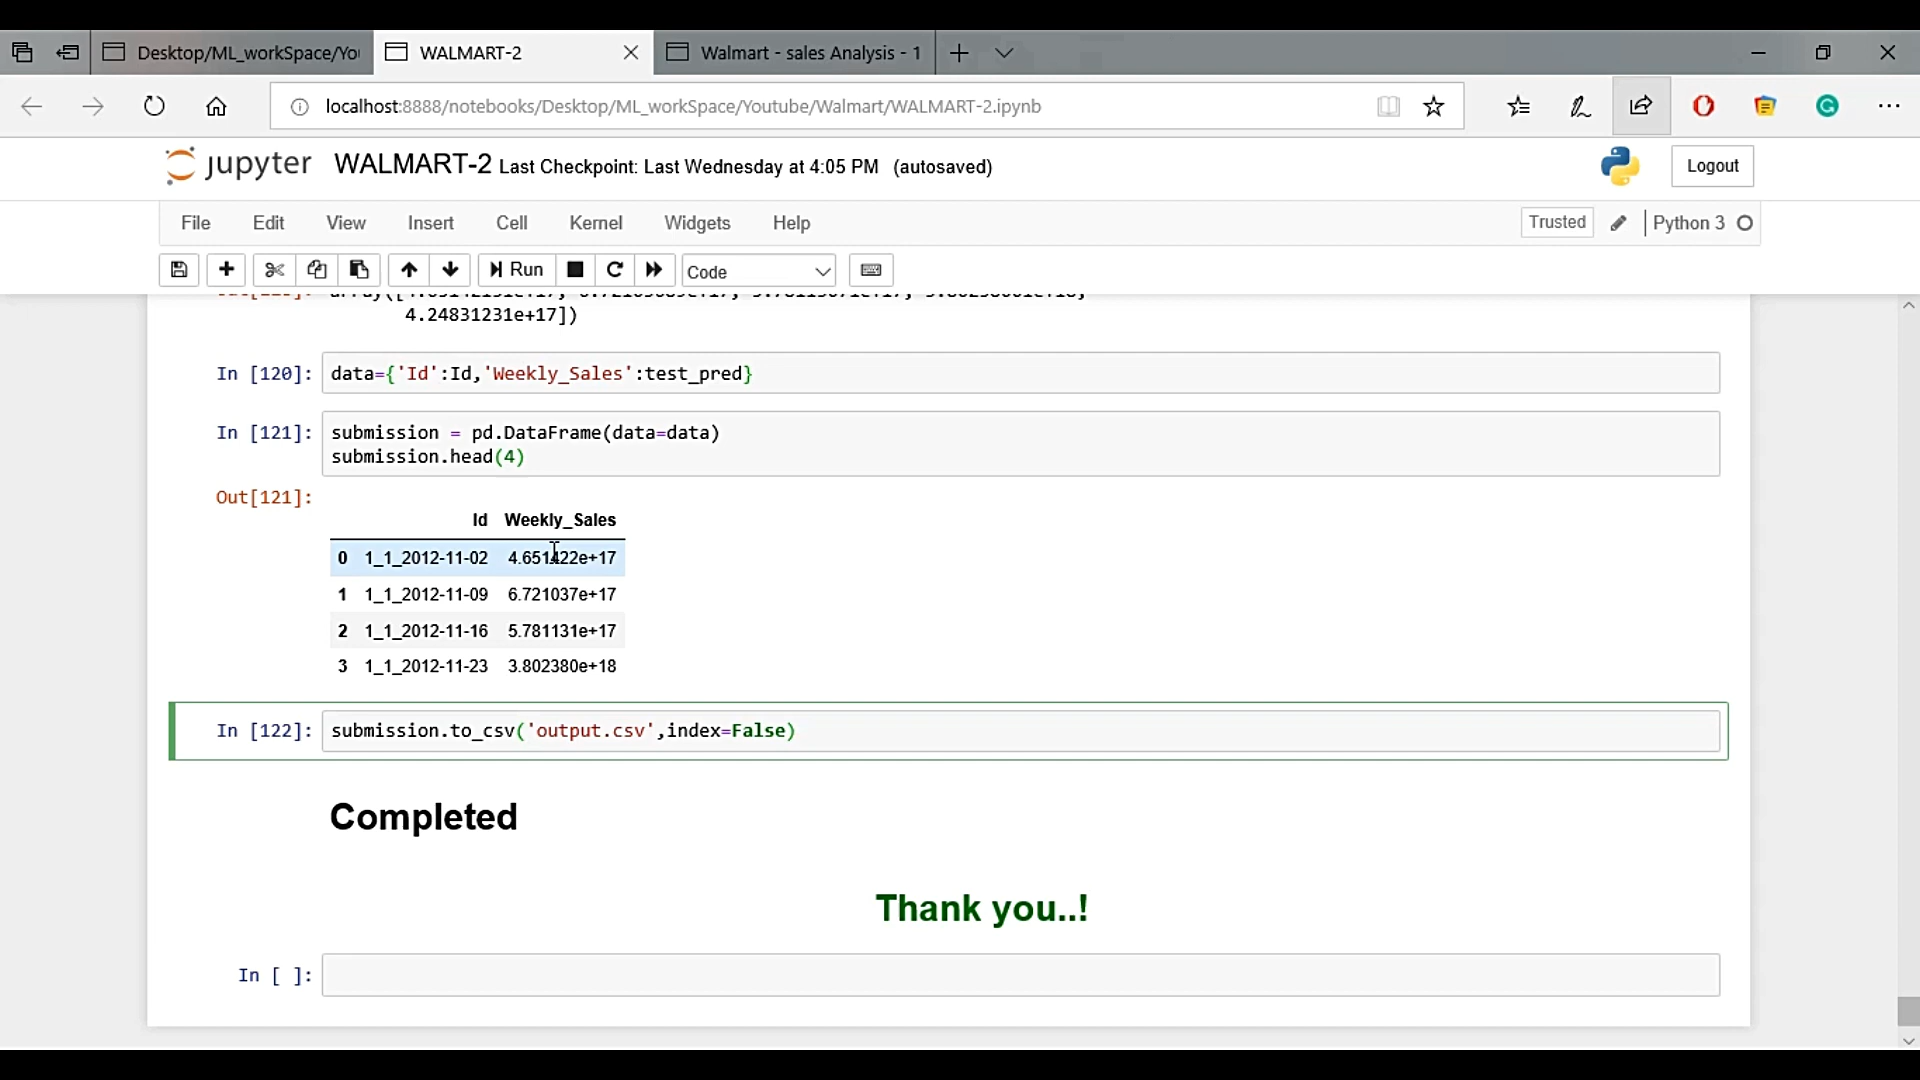 Desktop/ML_workSpace/You
WALMART-2
Walmart - sales Analysis - 1
localhost:8888/notebooks/Desktop/ML_workSpace/Youtube/Walmart/WALMART-2.ipynb
jupyter WALMART-2 Last Checkpoint: Last Wednesday at 4:05 PM (autosaved)
Logout
File Edit View Insert Cell Kernel Widgets Help
Trusted Python 3
Run Code
4.24831231e+17])
In [120]: data={'Id':Id,'Weekly_Sales':test_pred}
In [121]: submission = pd.DataFrame(data=data)
submission.head(4)
Out[121]:
Id Weekly_Sales
0 1_1_2012-11-02 4.651422e+17
1 1_1_2012-11-09 6.721037e+17
2 1_1_2012-11-16 5.781131e+17
3 1_1_2012-11-23 3.802380e+18
In [122]: submission.to_csv('output.csv',index=False)
Completed
Thank you..!
In [ ]: